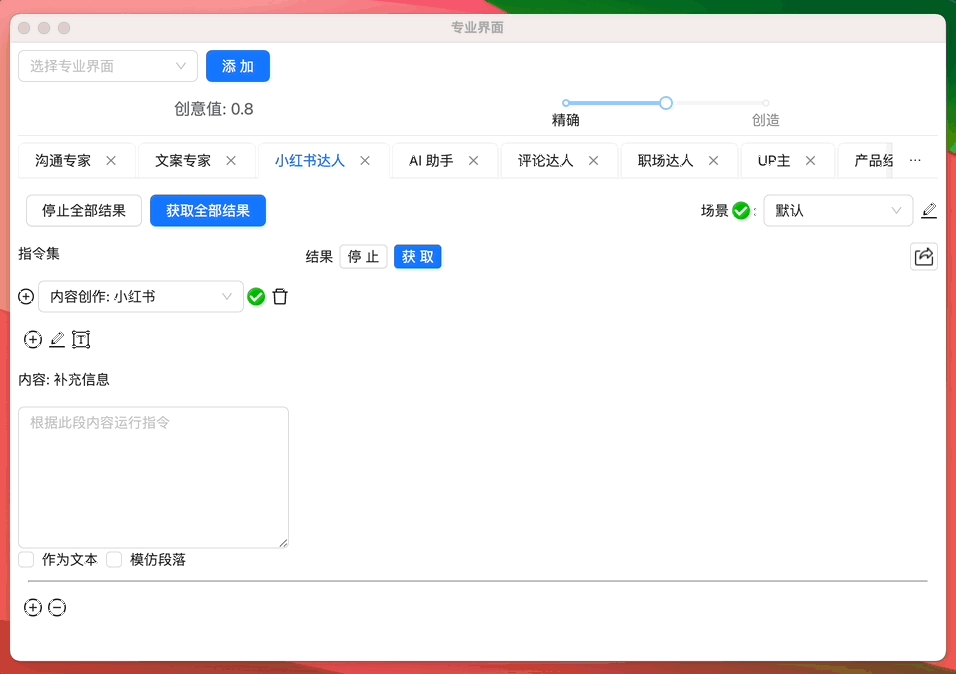 专业界面
选择专业界面 添 加
创意值: 0.8
精确 创造
沟通专家 文案专家 小红书达人 AI 助手 评论达人 职场达人 UP主 产品经 ···
停止全部结果 获取全部结果 场景 : 默认
指令集 结果 停 止 获 取
内容创作: 小红书
T
内容: 补充信息
根据此段内容运行指令
作为文本 模仿段落